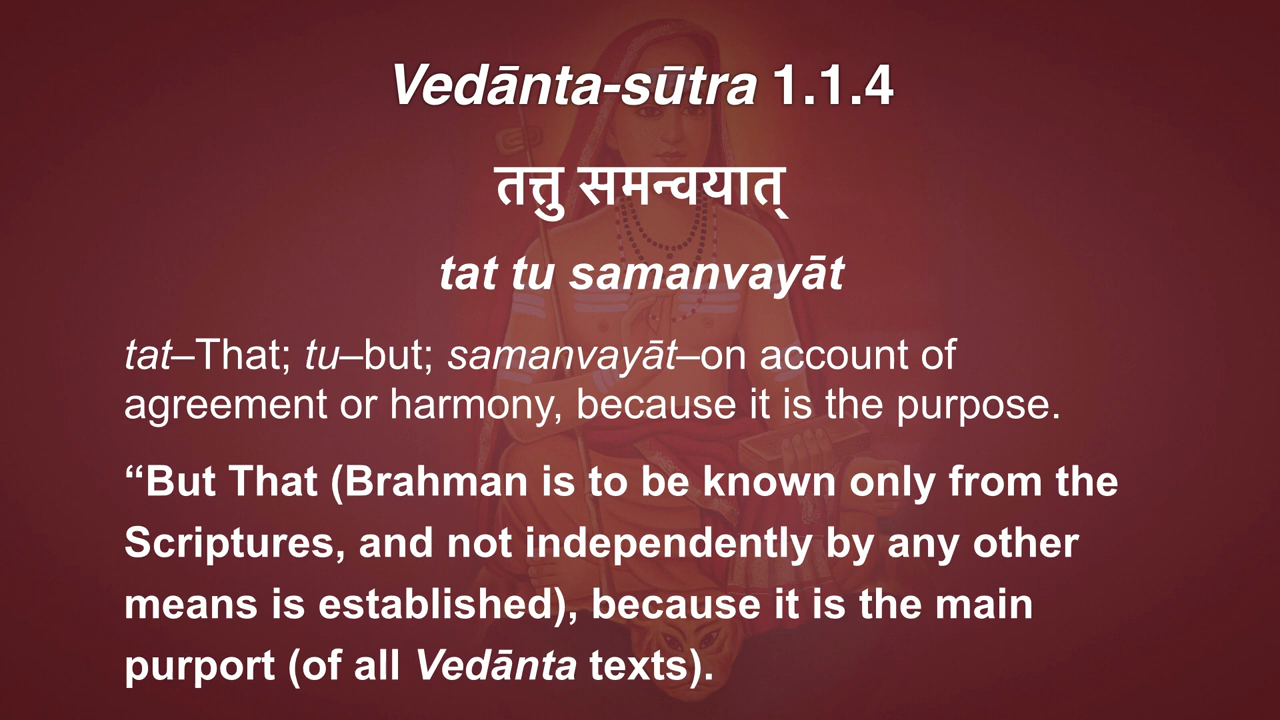 Vedānta-sūtra 1.1.4
तत्तु समन्वयात्
tat tu samanvayāt
tat–That; tu–but; samanvayāt–on account of
agreement or harmony, because it is the purpose.
“But That (Brahman is to be known only from the
Scriptures, and not independently by any other
means is established), because it is the main
purport (of all Vedānta texts).